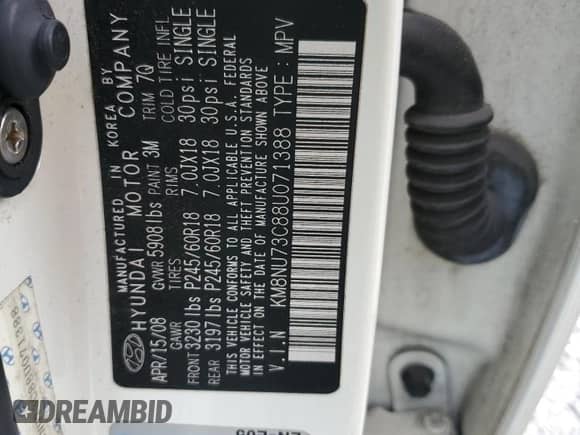 MANUFACTURED IN KOREA BY
HYUNDAI MOTOR COMPANY
APR/15/08 GVWR 5908 lbs PAINT 3M TRIM 7Q
GAWR TIRES RIMS COLD TIRE INFL
FRONT 3230 lbs P245/60R18 7.0JX18 30psi SINGLE
REAR 3197 lbs P245/60R18 7.0JX18 30psi SINGLE
THIS VEHICLE CONFORMS TO ALL APPLICABLE U.S.A. FEDERAL
MOTOR VEHICLE SAFETY AND THEFT PREVENTION STANDARDS
IN EFFECT ON THE DATE OF MANUFACTURE SHOWN ABOVE
V.I.N : KM8NU73C88U071388 TYPE : MPV
DREAMBID